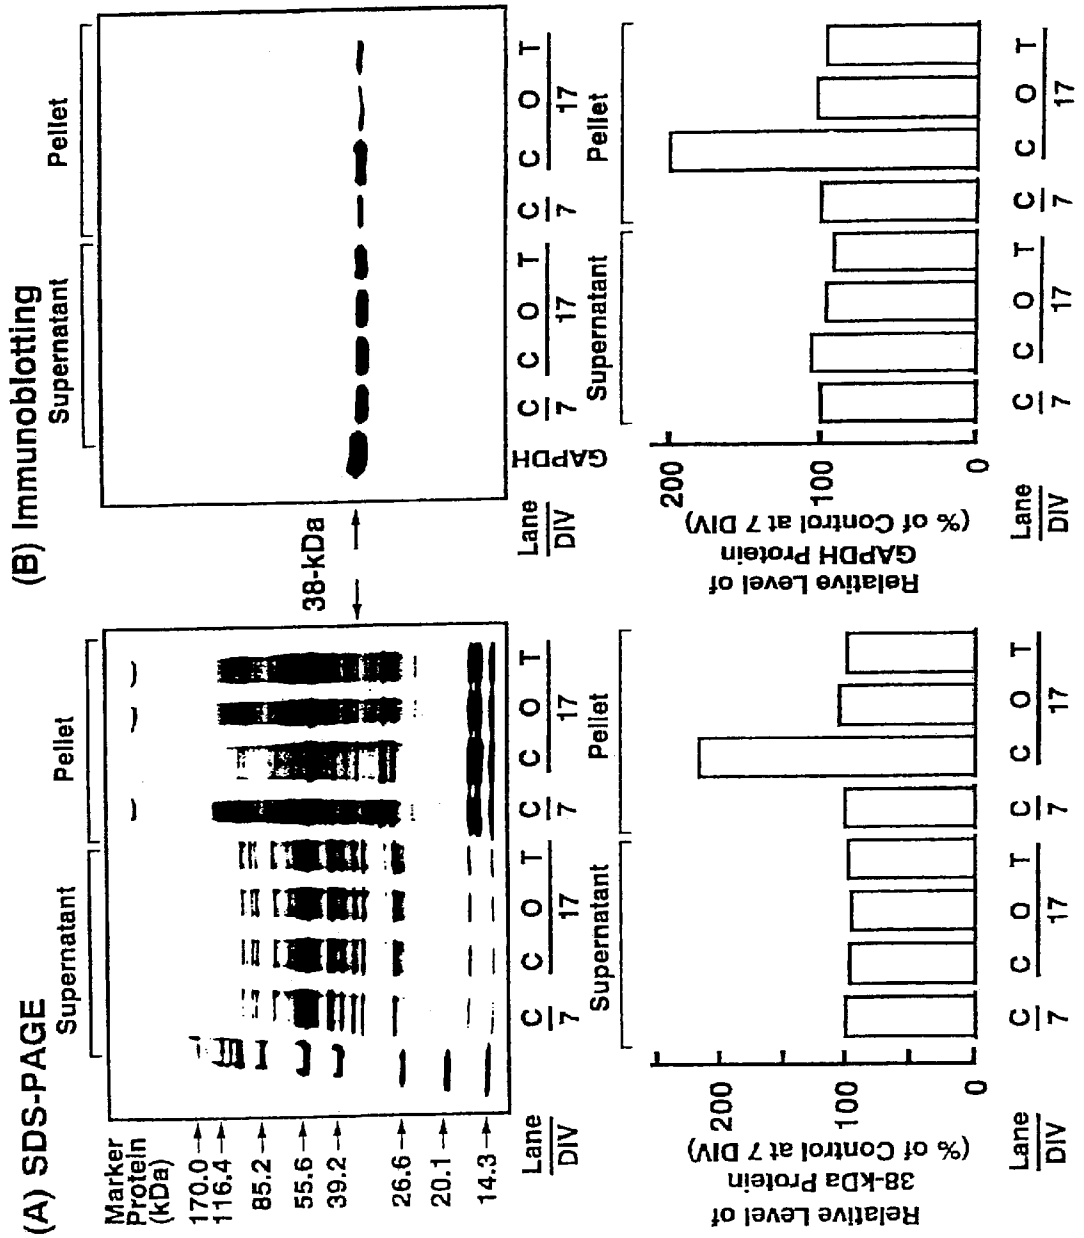 (A) SDS-PAGE
Supernatant
Pellet
Marker
Protein
(kDa)
170.0
116.4
85.2
55.6
39.2
26.6
20.1
14.3
38-kDa
Lane C C O T C C O T
DIV 7 17 7 17
Relative Level of
38-kDa Protein
(% of Control at 7 DIV)
200
100
0
Supernatant
Pellet
Lane C C O T C C O T
DIV 7 17 7 17
(B) Immunoblotting
Supernatant
Pellet
Lane GAPDH C C O T C C O T
DIV 7 17 7 17
Relative Level of
GAPDH Protein
(% of Control at 7 DIV)
200
100
0
Supernatant
Pellet
Lane C C O T C C O T
DIV 7 17 7 17